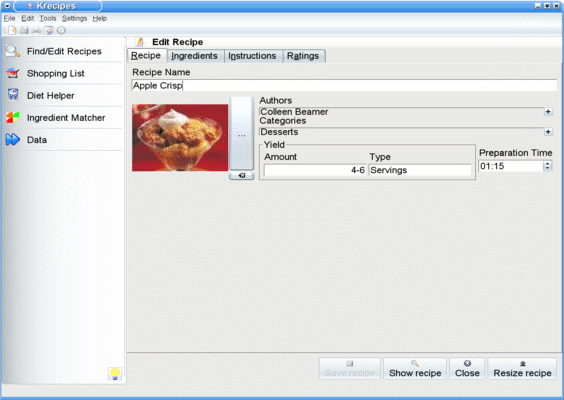 Krecipes
File Edit Tools Settings Help
Find/Edit Recipes
Shopping List
Diet Helper
Ingredient Matcher
Data
Edit Recipe
Recipe Ingredients Instructions Ratings
Recipe Name
Apple Crisp
...
Authors
Colleen Beamer
Categories
Desserts
Yield
Amount Type
4-6 Servings
Preparation Time
01:15
Save recipe Show recipe Close Resize recipe